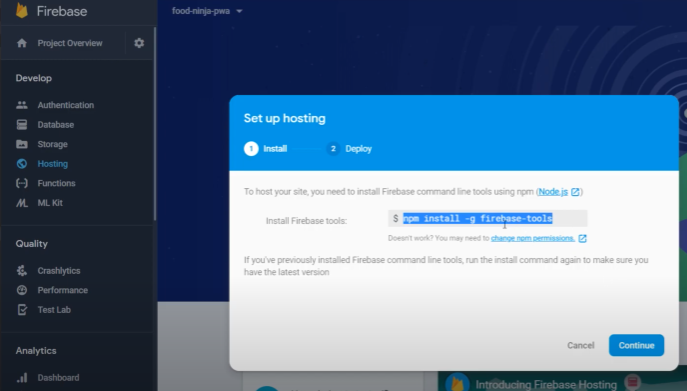 Firebase
food-ninja-pwa
Project Overview
Develop
Authentication
Database
Storage
Hosting
Functions
ML Kit
Quality
Crashlytics
Performance
Test Lab
Analytics
Dashboard
Set up hosting
1 Install
2 Deploy
To host your site, you need to install Firebase command line tools using npm (Node.js)
Install Firebase tools:
$ npm install -g firebase-tools
Doesn't work? You may need to change npm permissions.
If you've previously installed Firebase command line tools, run the install command again to make sure you
have the latest version
Cancel
Continue
Introducing Firebase Hosting